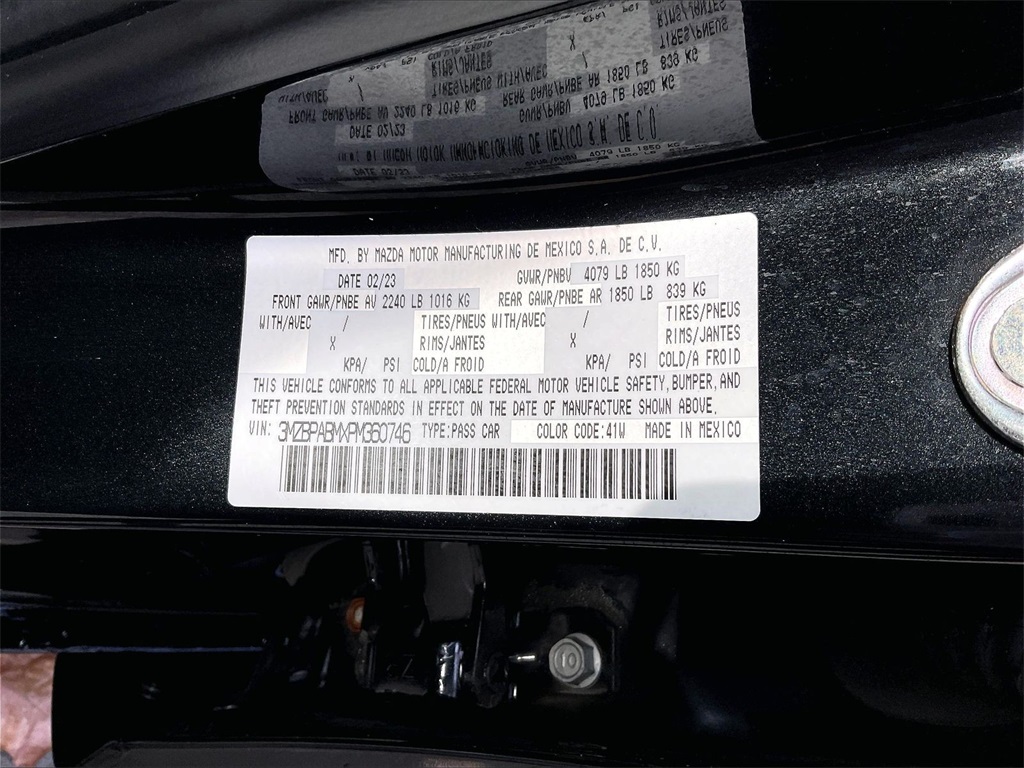 MFD. BY MAZDA MOTOR MANUFACTURING DE MEXICO S.A. DE C.V.
DATE 02/23 GVWR/PNBV 4079 LB 1850 KG
FRONT GAWR/PNBE AV 2240 LB 1016 KG REAR GAWR/PNBE AR 1850 LB 839 KG
WITH/AVEC / TIRES/PNEUS WITH/AVEC / TIRES/PNEUS
X RIMS/JANTES X RIMS/JANTES
KPA/ PSI COLD/A FROID KPA/ PSI COLD/A FROID
THIS VEHICLE CONFORMS TO ALL APPLICABLE FEDERAL MOTOR VEHICLE SAFETY, BUMPER, AND
THEFT PREVENTION STANDARDS IN EFFECT ON THE DATE OF MANUFACTURE SHOWN ABOVE.
VIN: 3MZBPABMXPM360746 TYPE:PASS CAR COLOR CODE:41W MADE IN MEXICO
10